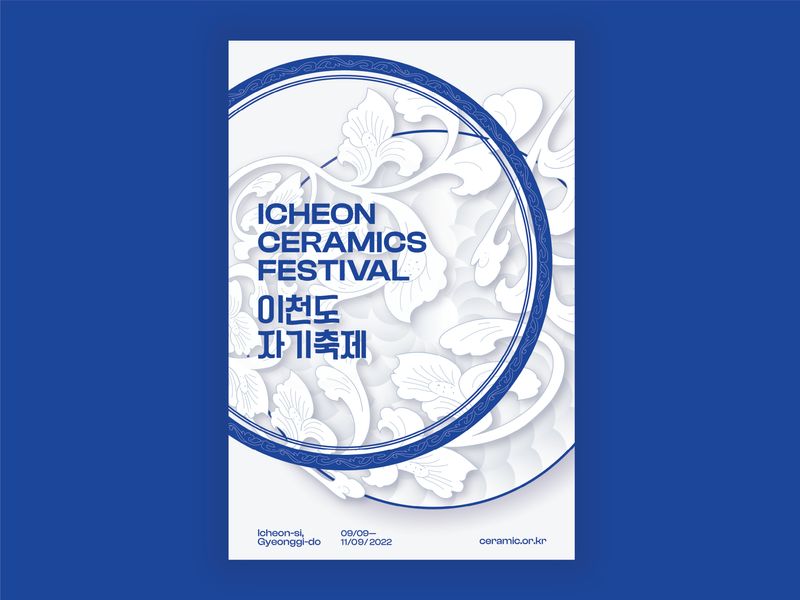 ICHEON
CERAMICS
FESTIVAL
이천도
자기축제
Icheon-si,
Gyeonggi-do
09/09—
11/09/2022
ceramic.or.kr